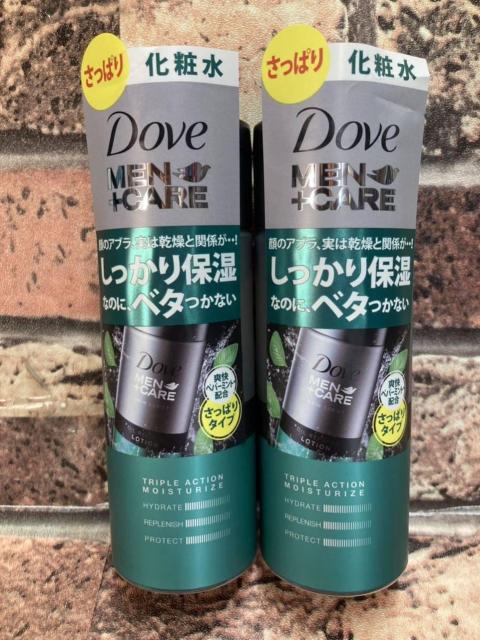 さっぱり
化粧水
Dove
MEN
+CARE
顔のアブラ、実は乾燥と関係が…!
しっかり保湿
なのに、ベタつかない
Dove
MEN
+CARE
LOTION
爽快
ペパーミント
配合
さっぱり
タイプ
TRIPLE ACTION
MOISTURIZE
HYDRATE
REPLENISH
PROTECT
さっぱり
化粧水
Dove
MEN
+CARE
顔のアブラ、実は乾燥と関係が…!
しっかり保湿
なのに、ベタつかない
Dove
MEN
+CARE
LOTION
爽快
ペパーミント
配合
さっぱり
タイプ
TRIPLE ACTION
MOISTURIZE
HYDRATE
REPLENISH
PROTECT